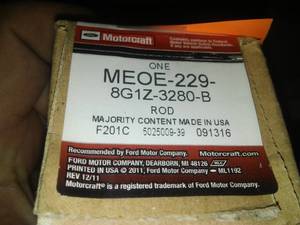 Motorcraft
ONE
MEOE-229-
8G1Z-3280-B
ROD
MAJORITY CONTENT MADE IN USA
F201C 5025009-39 091316
Recommended by Ford Motor Company. Motorcraft.com
FORD MOTOR COMPANY, DEARBORN, MI 48126
PRINTED IN USA © 2011, FORD MOTOR COMPANY ML1192
REV 12/11
Motorcraft® is a registered trademark of Ford Motor Company.